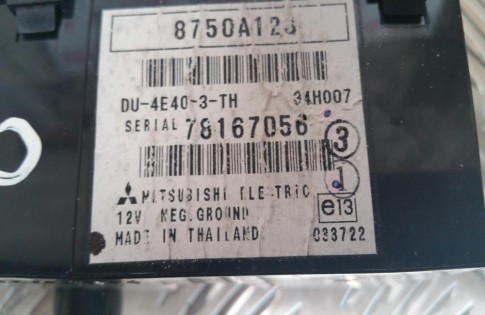 8750A123
DU-4E40-3-TH 34H007
SERIAL 78167056 3
MITSUBISHI ELECTRIC 1
12V NEG.GROUND e13
MADE IN THAILAND 033722